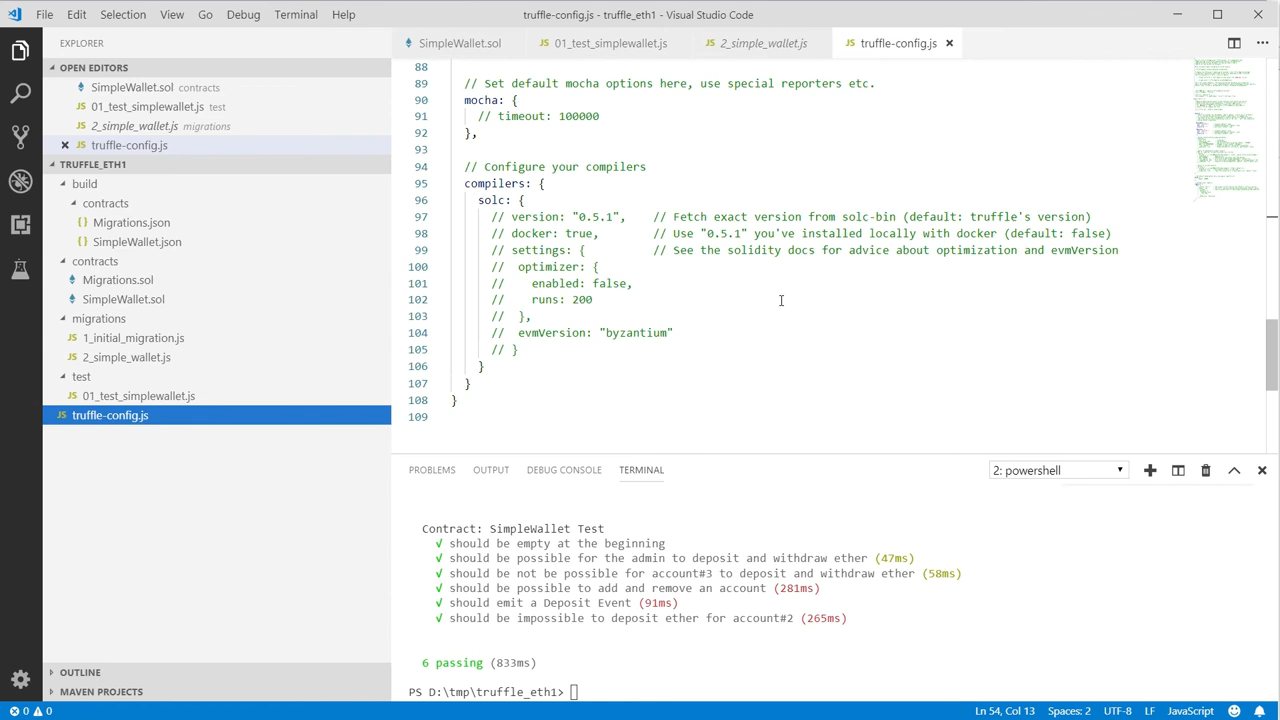 File Edit Selection View Go Debug Terminal Help
truffle-config.js - truffle_eth1 - Visual Studio Code
EXPLORER
OPEN EDITORS
SimpleWallet.sol contracts
01_test_simplewallet.js test
2_simple_wallet.js migrations
truffle-config.js
TRUFFLE_ETH1
build
contracts
Migrations.json
SimpleWallet.json
contracts
Migrations.sol
SimpleWallet.sol
migrations
1_initial_migration.js
2_simple_wallet.js
test
01_test_simplewallet.js
truffle-config.js
OUTLINE
MAVEN PROJECTS
SimpleWallet.sol 01_test_simplewallet.js 2_simple_wallet.js truffle-config.js
88
89 // Set default mocha options here, use special reporters etc.
90 mocha: {
91 // timeout: 100000
92 },
93
94 // Configure your compilers
95 compilers: {
96 solc: {
97 // version: "0.5.1", // Fetch exact version from solc-bin (default: truffle's version)
98 // docker: true, // Use "0.5.1" you've installed locally with docker (default: false)
99 // settings: { // See the solidity docs for advice about optimization and evmVersion
100 // optimizer: {
101 // enabled: false,
102 // runs: 200
103 // },
104 // evmVersion: "byzantium"
105 // }
106 }
107 }
108 }
109
PROBLEMS OUTPUT DEBUG CONSOLE TERMINAL 2: powershell
Contract: SimpleWallet Test
√ should be empty at the beginning
√ should be possible for the admin to deposit and withdraw ether (47ms)
√ should be not be possible for account#3 to deposit and withdraw ether (58ms)
√ should be possible to add and remove an account (281ms)
√ should emit a Deposit Event (91ms)
√ should be impossible to deposit ether for account#2 (265ms)
6 passing (833ms)
PS D:\tmp\truffle_eth1>
0 0 Ln 54, Col 13 Spaces: 2 UTF-8 LF JavaScript